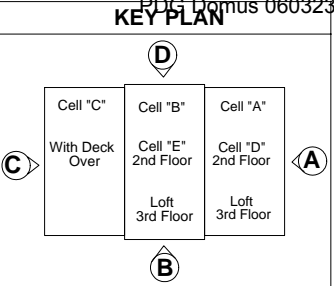 PDG Domus 060323
KEY PLAN
D
Cell "C"
Cell "B"
Cell "A"
With Deck
Over
Cell "E"
2nd Floor
Cell "D"
2nd Floor
C
A
Loft
3rd Floor
Loft
3rd Floor
B